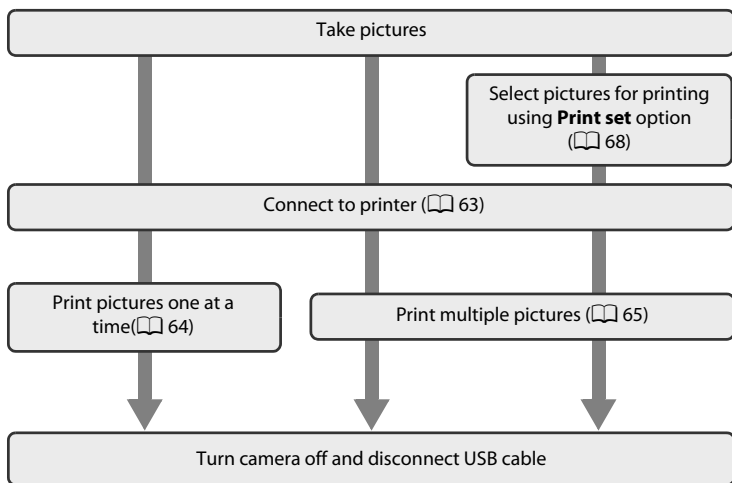 Take pictures
Select pictures for printing
using Print set option
(📖 68)
Connect to printer (📖 63)
Print pictures one at a
time(📖 64)
Print multiple pictures (📖 65)
Turn camera off and disconnect USB cable